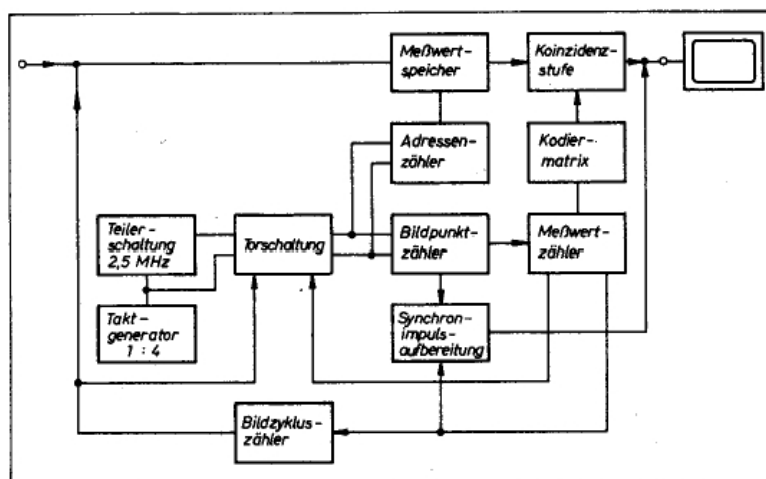 Meßwert-
speicher
Koinzidenz-
stufe
Adressen-
zähler
Kodier-
matrix
Teiler-
schaltung
2,5 MHz
Torschaltung
Bildpunkt-
zähler
Meßwert-
zähler
Takt-
generator
1 : 4
Synchron-
impuls-
aufbereitung
Bildzyklus-
zähler